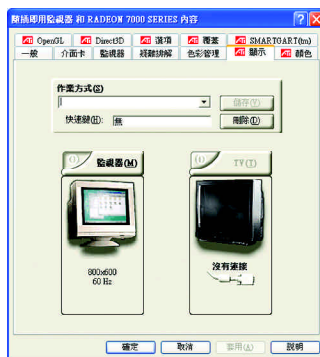 隨插即用監視器 和 RADEON 7000 SERIES 內容
OpenGL Direct3D 選項 覆蓋 SMARTGART(tm)
一般 介面卡 監視器 疑難排解 色彩管理 顯示 顏色
作業方式(S)
儲存(Y)
快速鍵(H): 無 刪除(D)
監視器(M) TV(T)
800x600
60 Hz
沒有連接
確定 取消 套用(A) 說明